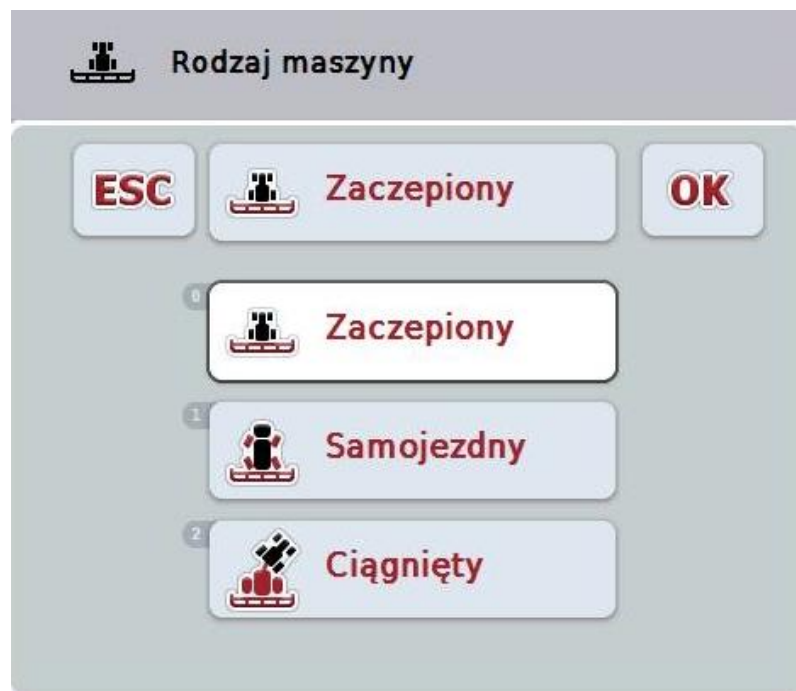 Rodzaj maszyny
ESC
Zaczepiony
OK
0
Zaczepiony
1
Samojezdny
2
Ciągnięty